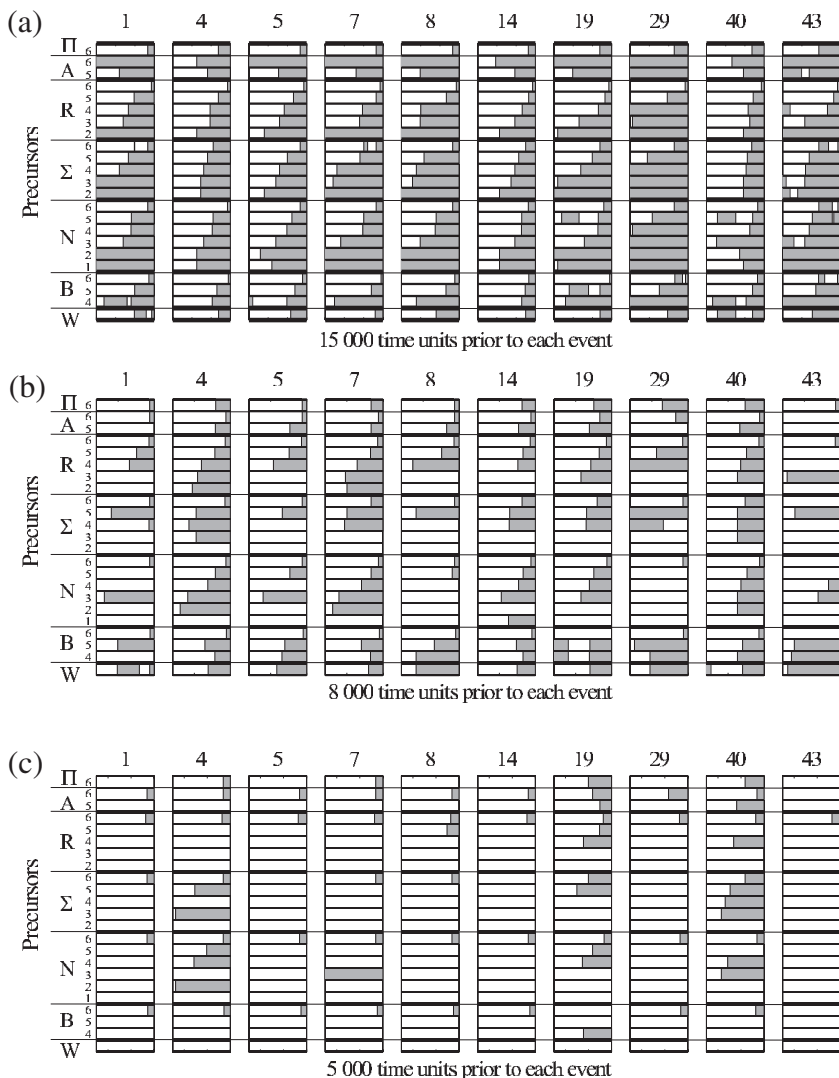 (a)
1 4 5 7 8 14 19 29 40 43
Π 6
A 6
5
R 6
5
4
3
2
Σ 6
5
4
3
2
N 6
5
4
3
2
1
B 6
5
4
W
Precursors
15 000 time units prior to each event
(b)
1 4 5 7 8 14 19 29 40 43
Π 6
A 6
5
R 6
5
4
3
2
Σ 6
5
4
3
2
N 6
5
4
3
2
1
B 6
5
4
W
Precursors
8 000 time units prior to each event
(c)
1 4 5 7 8 14 19 29 40 43
Π 6
A 6
5
R 6
5
4
3
2
Σ 6
5
4
3
2
N 6
5
4
3
2
1
B 6
5
4
W
Precursors
5 000 time units prior to each event